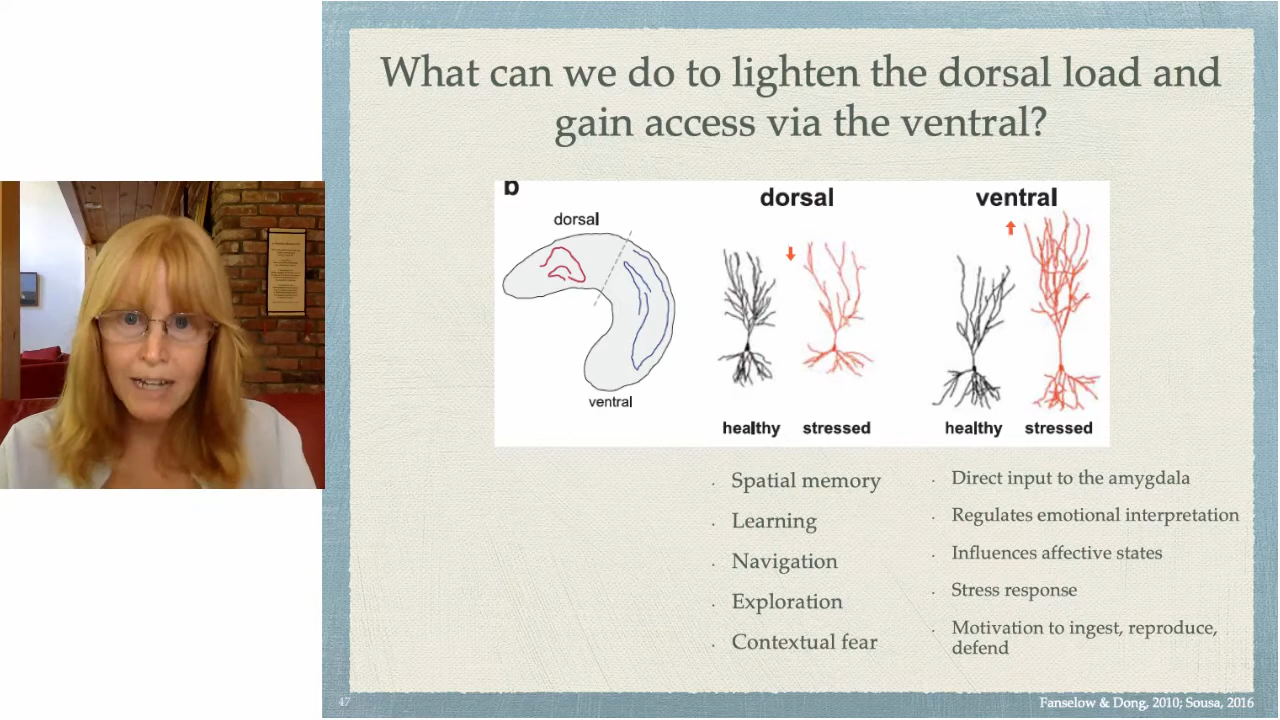 What can we do to lighten the dorsal load and
gain access via the ventral?
b
dorsal
ventral
dorsal
ventral
healthy
stressed
healthy
stressed
· Spatial memory
· Learning
· Navigation
· Exploration
· Contextual fear
· Direct input to the amygdala
· Regulates emotional interpretation
· Influences affective states
· Stress response
· Motivation to ingest, reproduce,
defend
47
Fanselow & Dong, 2010; Sousa, 2016